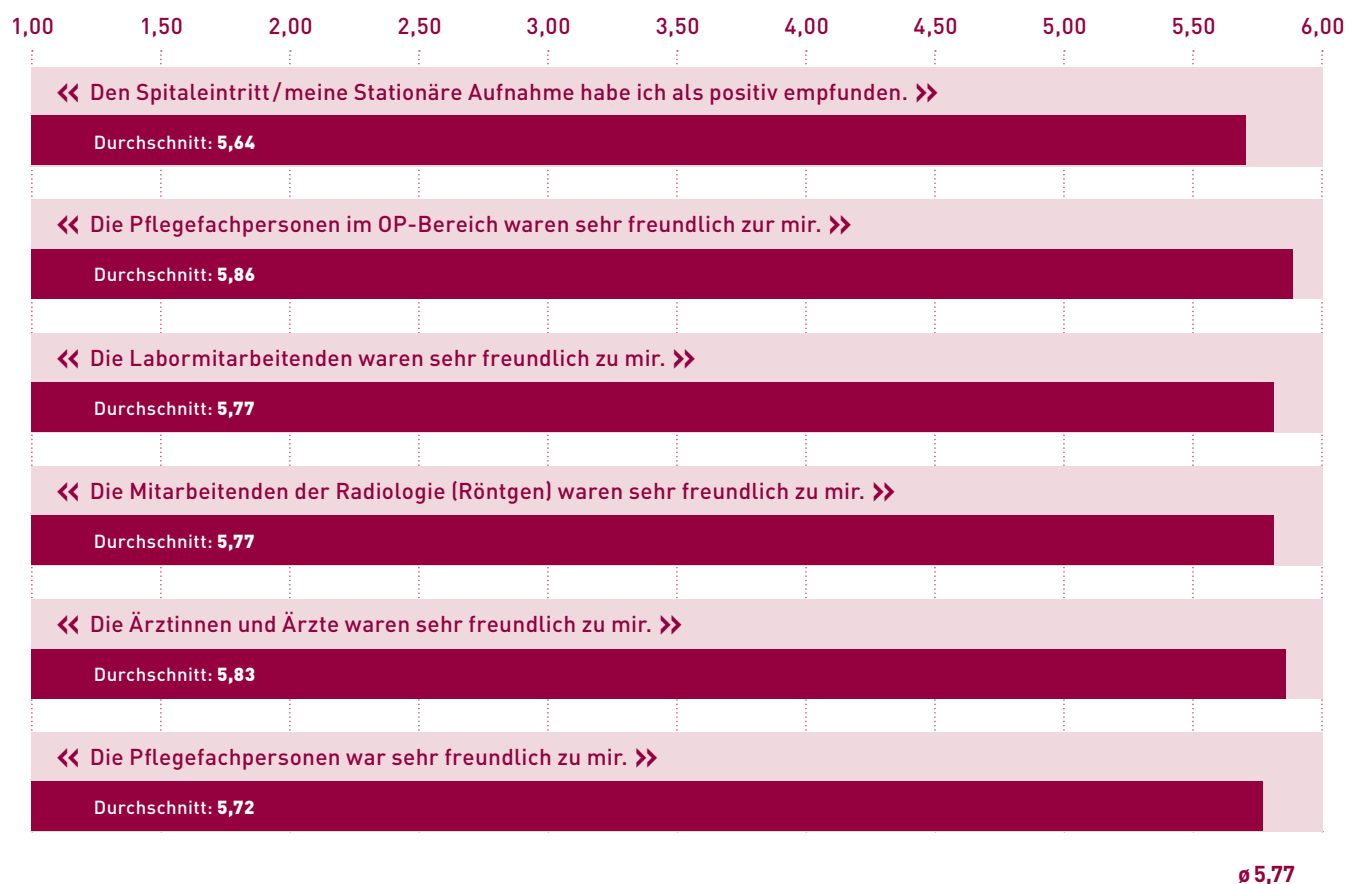 1,00 1,50 2,00 2,50 3,00 3,50 4,00 4,50 5,00 5,50 6,00
« Den Spitaleintritt / meine Stationäre Aufnahme habe ich als positiv empfunden. »
Durchschnitt: 5,64
« Die Pflegefachpersonen im OP-Bereich waren sehr freundlich zur mir. »
Durchschnitt: 5,86
« Die Labormitarbeitenden waren sehr freundlich zu mir. »
Durchschnitt: 5,77
« Die Mitarbeitenden der Radiologie (Röntgen) waren sehr freundlich zu mir. »
Durchschnitt: 5,77
« Die Ärztinnen und Ärzte waren sehr freundlich zu mir. »
Durchschnitt: 5,83
« Die Pflegefachpersonen war sehr freundlich zu mir. »
Durchschnitt: 5,72
ø 5,77